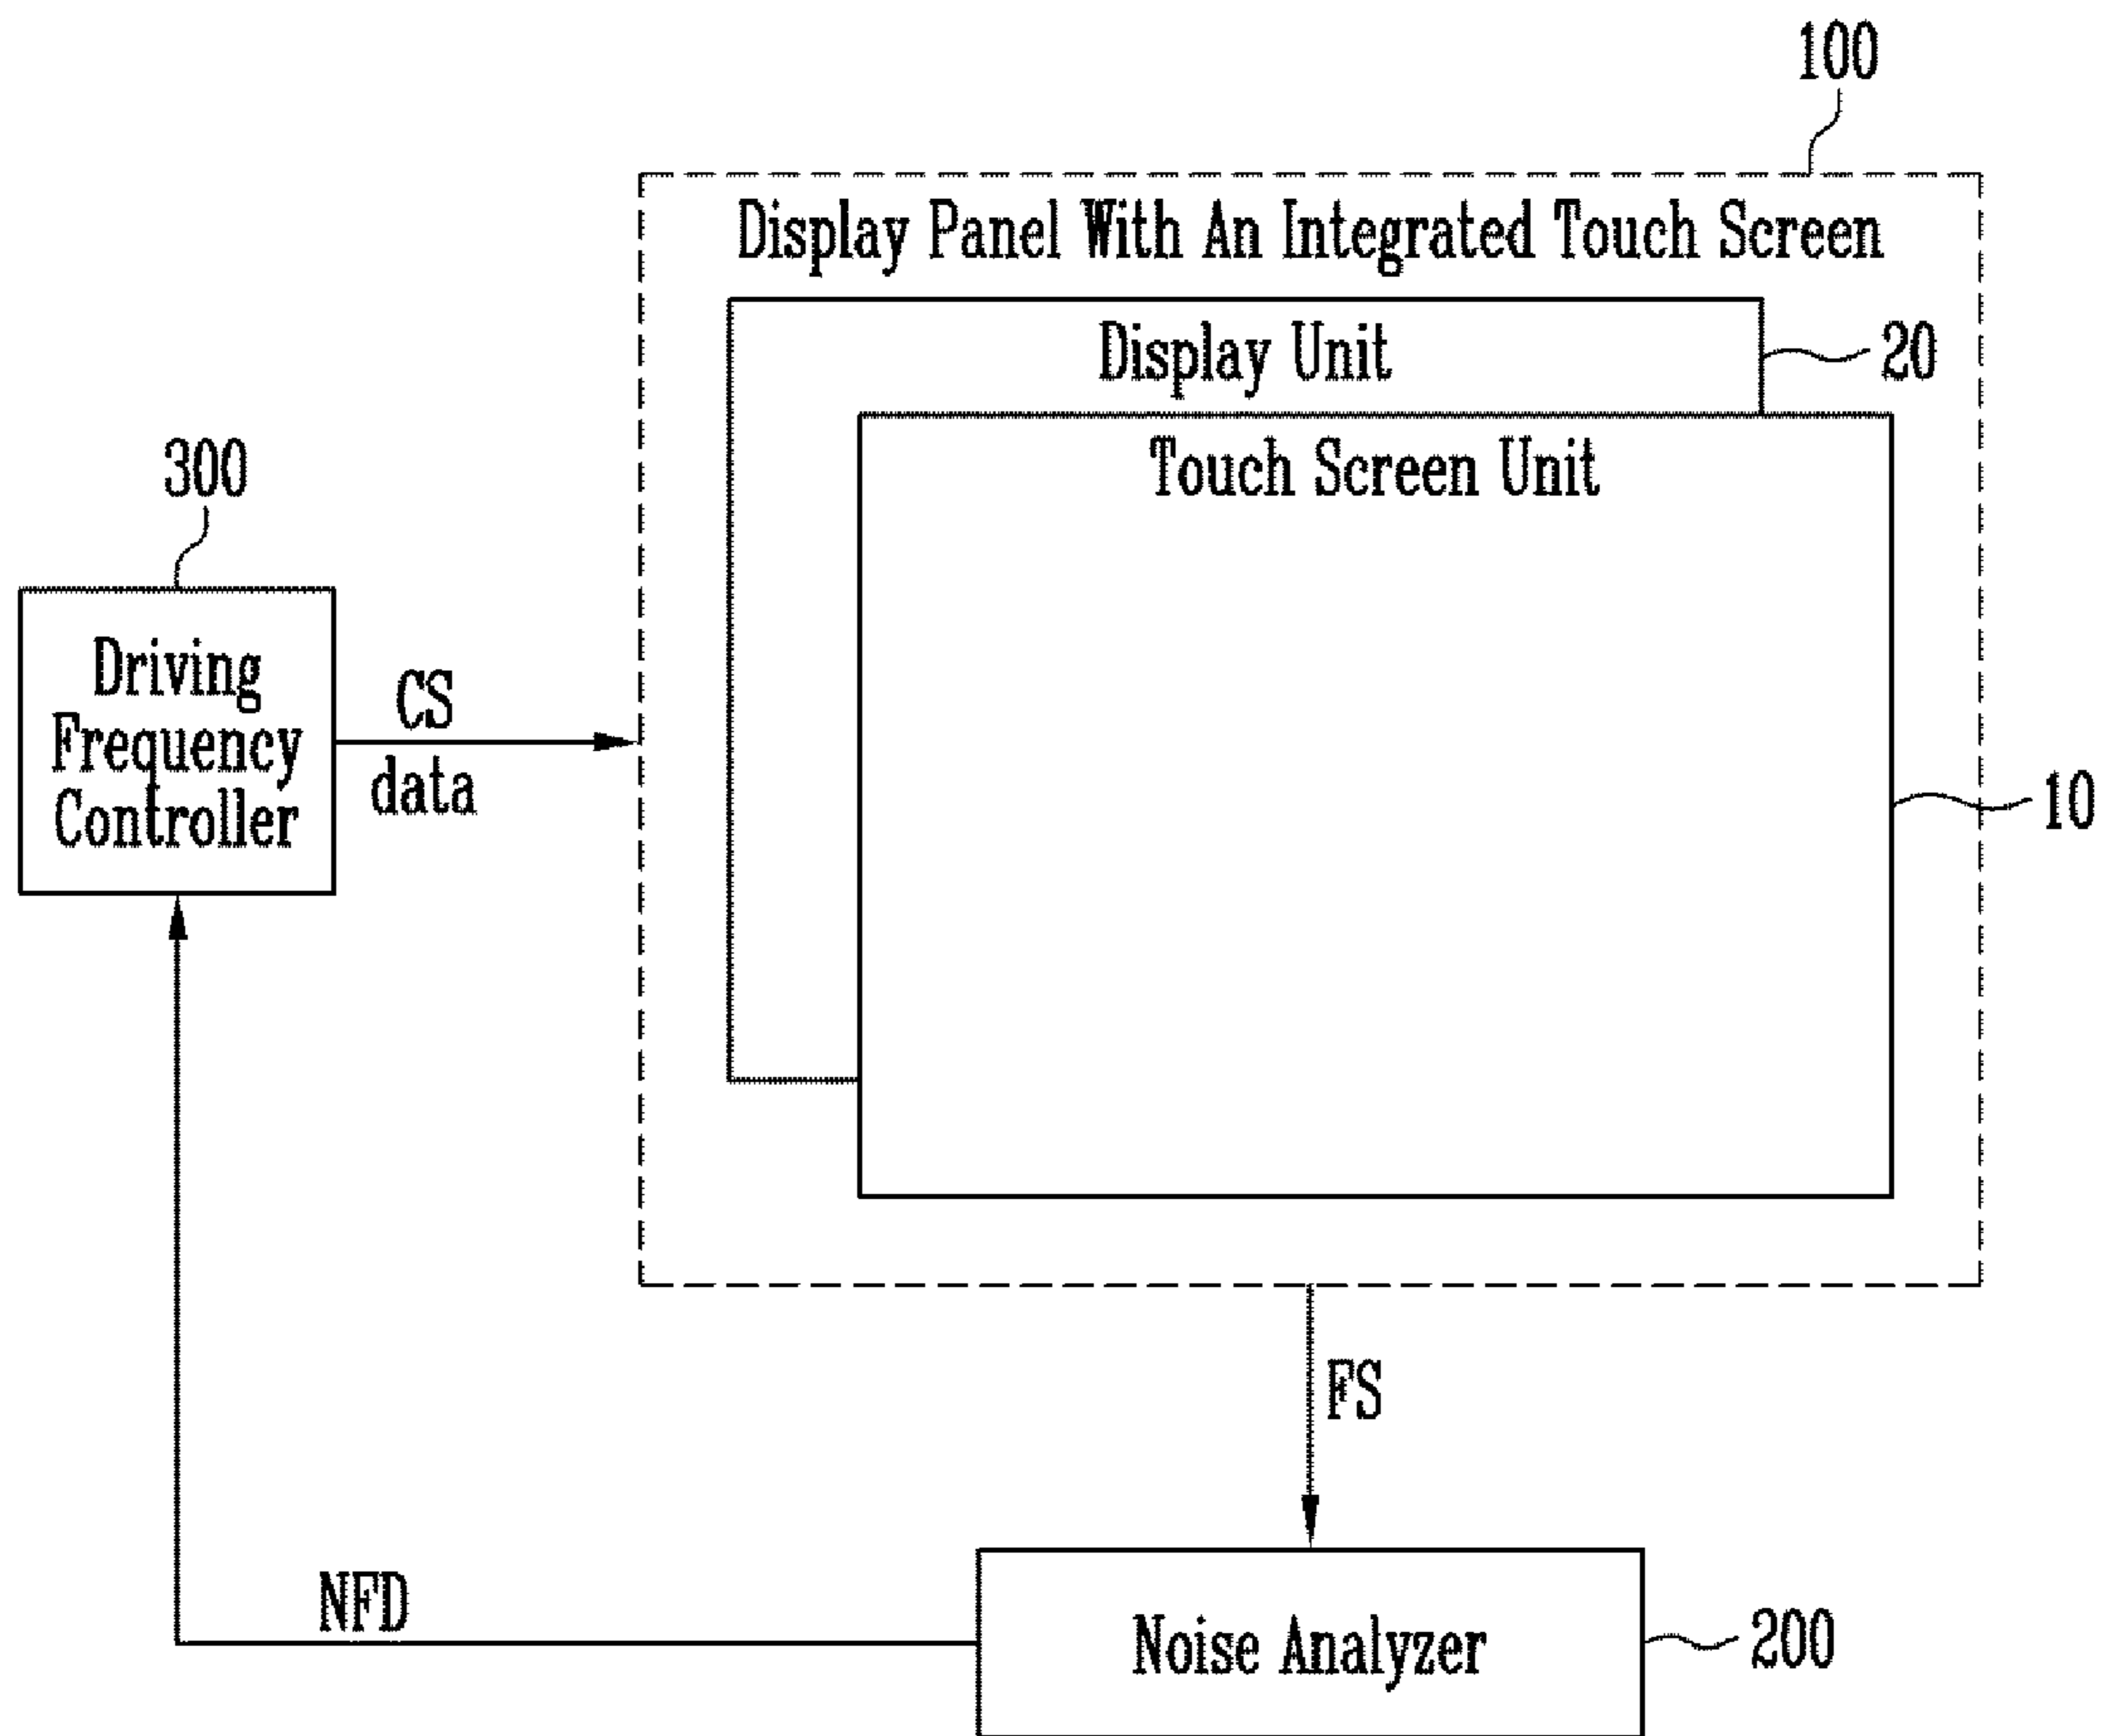 100
Display Panel With An Integrated Touch Screen
Display Unit
20
Touch Screen Unit
300
Driving
Frequency
Controller
CS
data
10
FS
NFD
Noise Analyzer
200